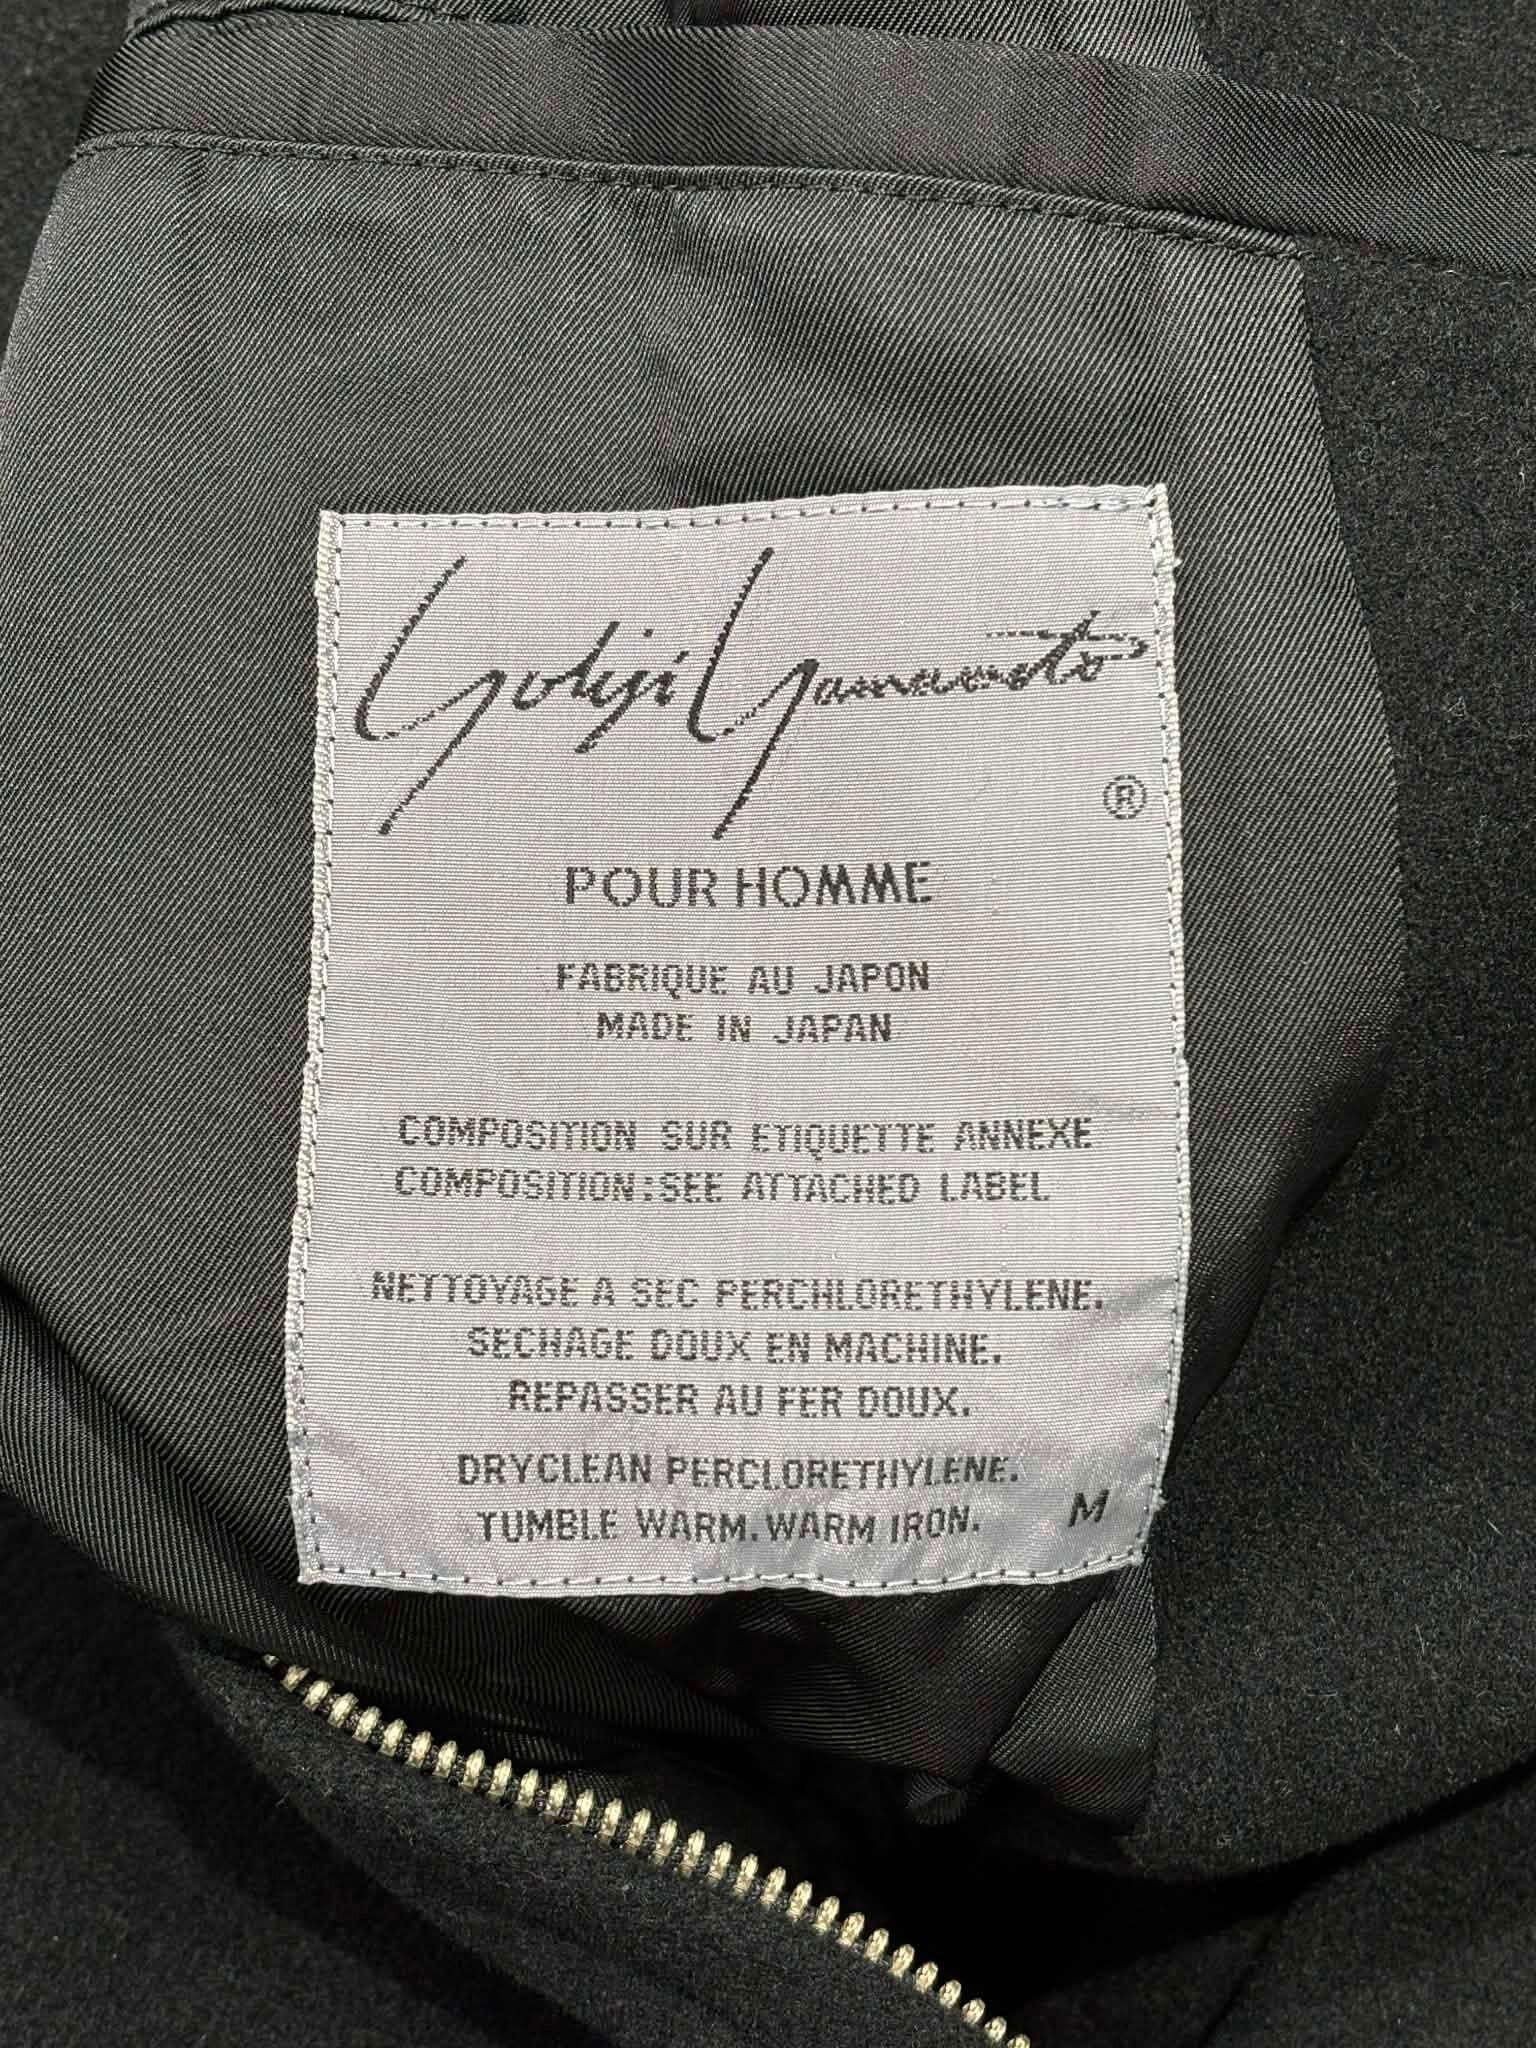 Yohji Yamamoto
®
POUR HOMME
FABRIQUE AU JAPON
MADE IN JAPAN
COMPOSITION SUR ETIQUETTE ANNEXE
COMPOSITION:SEE ATTACHED LABEL
NETTOYAGE A SEC PERCHLORETHYLENE.
SECHAGE DOUX EN MACHINE.
REPASSER AU FER DOUX.
DRYCLEAN PERCLORETHYLENE.
TUMBLE WARM.WARM IRON. M